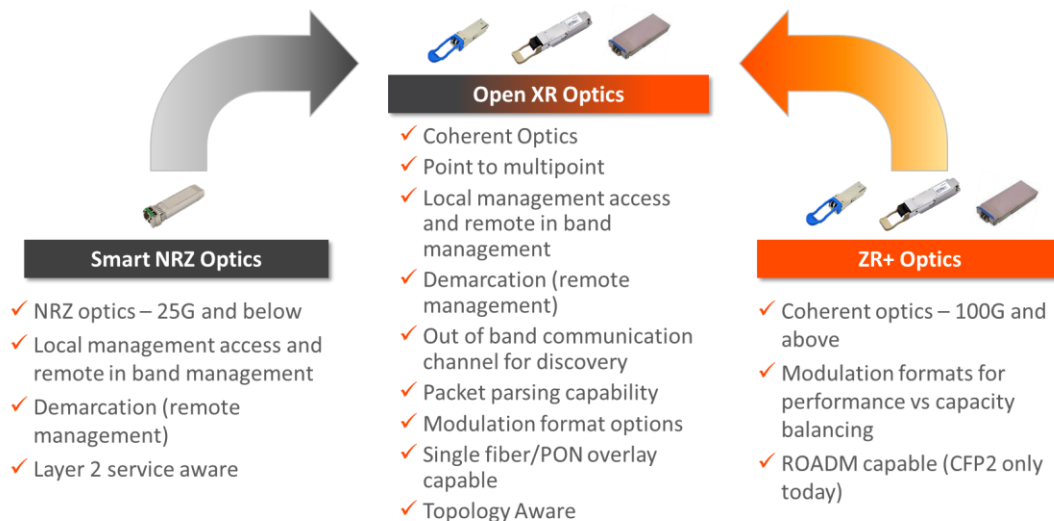 Open XR Optics
Coherent Optics
Point to multipoint
Local management access
and remote in band
management
Demarcation (remote
management)
Out of band communication
channel for discovery
Packet parsing capability
Modulation format options
Single fiber/PON overlay
capable
Topology Aware
Smart NRZ Optics
NRZ optics – 25G and below
Local management access and
remote in band management
Demarcation (remote
management)
Layer 2 service aware
ZR+ Optics
Coherent optics – 100G and
above
Modulation formats for
performance vs capacity
balancing
ROADM capable (CFP2 only
today)